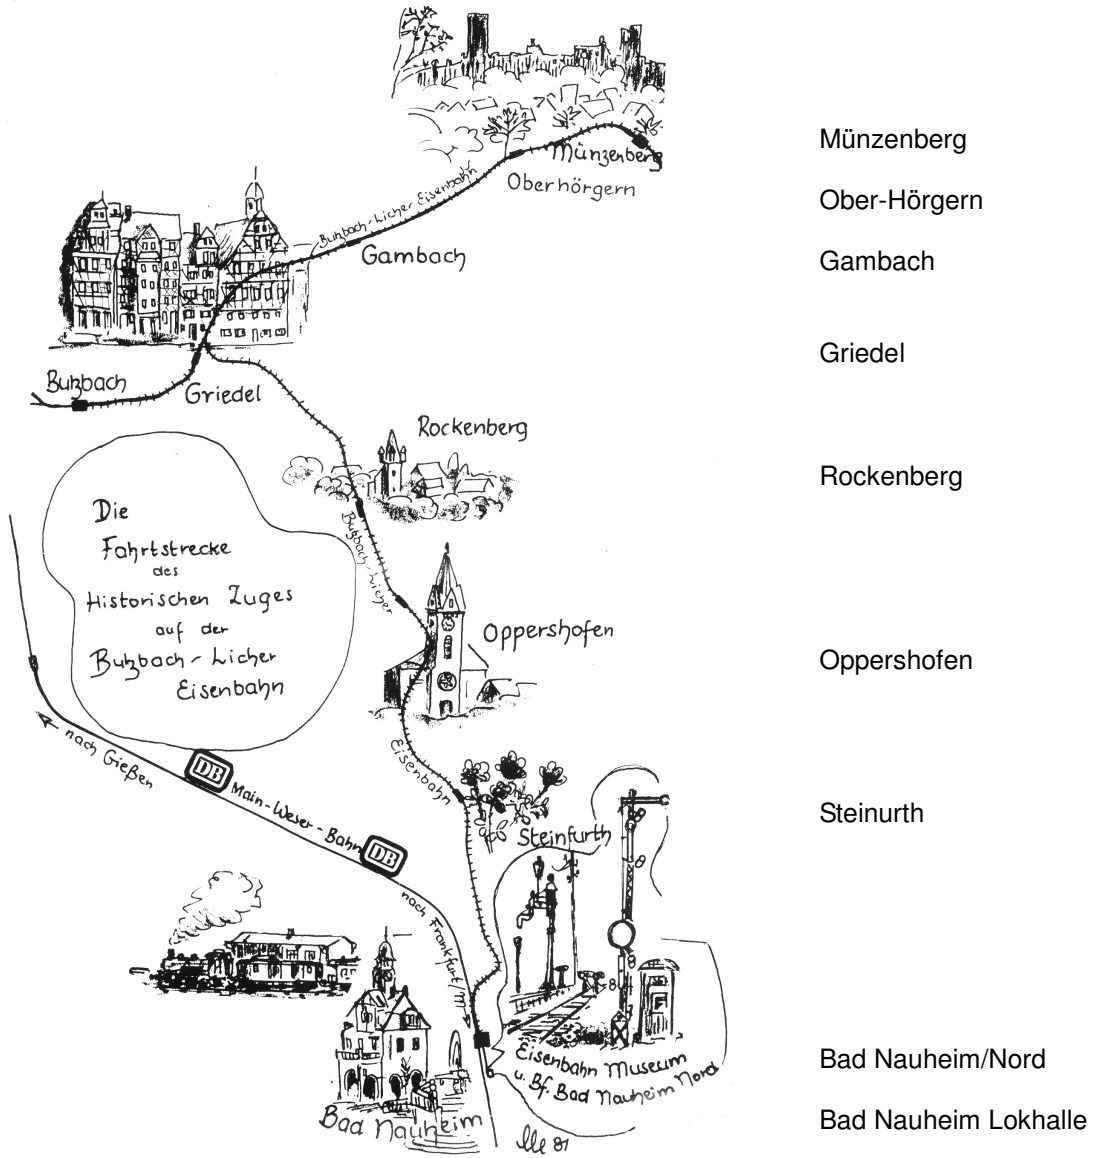 Münzenberg
Oberhörgern
Butzbach-Licher Eisenbahn
Gambach
Butzbach
Griedel
Rockenberg
Die
Fahrtstrecke
des
Historischen Zuges
auf der
Butzbach-Licher
Eisenbahn
Butzbach-Licher
Oppershofen
Eisenbahn
nach Gießen
DB
Main-Weser-Bahn
DB
Steinfurth
nach Frankfurt/M
Eisenbahn Museum
u. Bf. Bad Nauheim Nord
Bad Nauheim
81
Münzenberg
Ober-Hörgern
Gambach
Griedel
Rockenberg
Oppershofen
Steinurth
Bad Nauheim/Nord
Bad Nauheim Lokhalle